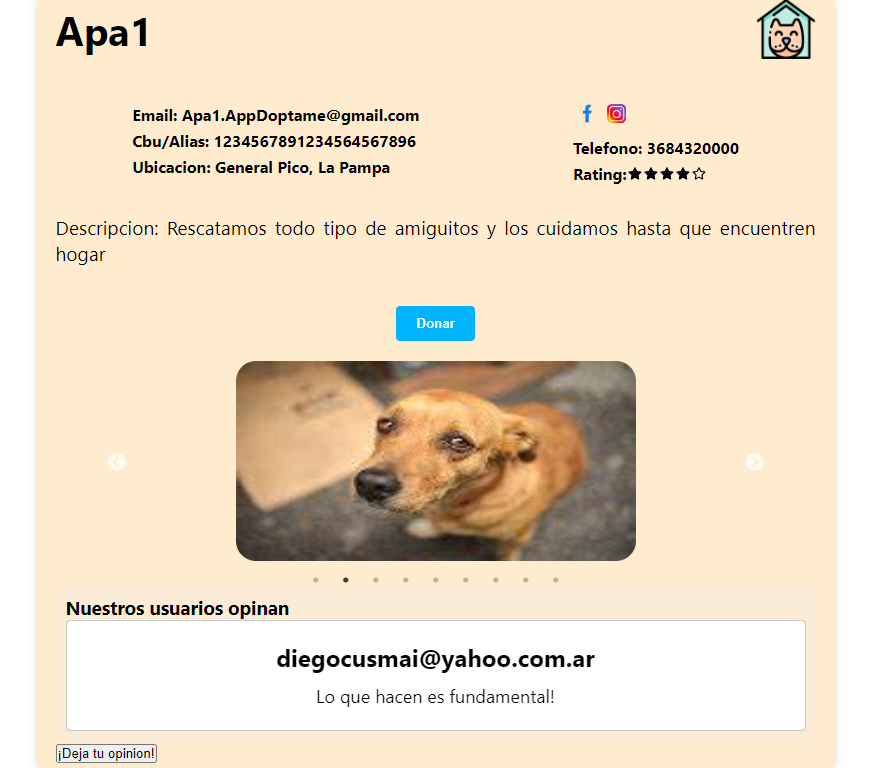 Apa1
Email: Apa1.AppDoptame@gmail.com
Cbu/Alias: 1234567891234564567896
Ubicacion: General Pico, La Pampa
Telefono: 3684320000
Rating:
Descripcion: Rescatamos todo tipo de amiguitos y los cuidamos hasta que encuentren
hogar
Donar
Nuestros usuarios opinan
diegocusmai@yahoo.com.ar
Lo que hacen es fundamental!
¡Deja tu opinion!